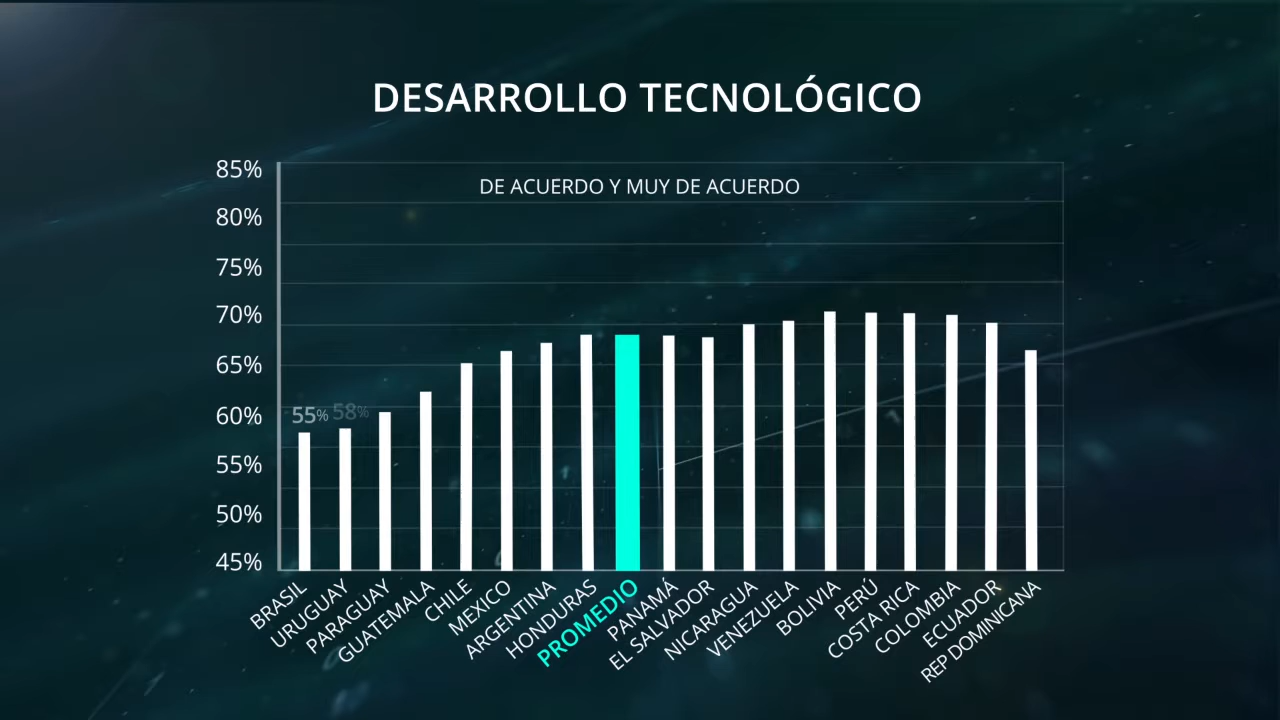 DESARROLLO TECNOLÓGICO
DE ACUERDO Y MUY DE ACUERDO
85%
80%
75%
70%
65%
60%
55%
50%
45%
55% 58%
BRASIL
URUGUAY
PARAGUAY
GUATEMALA
CHILE
MEXICO
ARGENTINA
HONDURAS
PROMEDIO
PANAMÁ
EL SALVADOR
NICARAGUA
VENEZUELA
BOLIVIA
PERÚ
COSTA RICA
COLOMBIA
ECUADOR
REP DOMINICANA